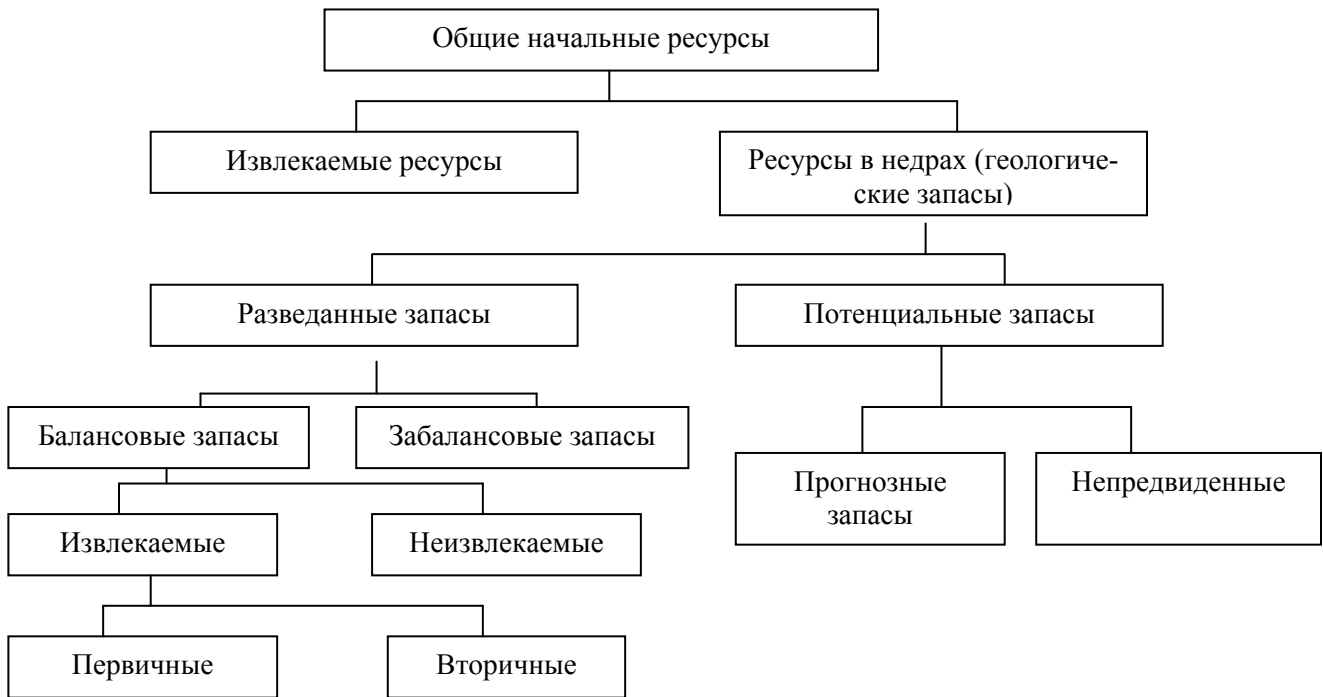 Общие начальные ресурсы
Извлекаемые ресурсы
Ресурсы в недрах (геологиче-
ские запасы)
Разведанные запасы
Потенциальные запасы
Балансовые запасы
Забалансовые запасы
Прогнозные
запасы
Непредвиденные
Извлекаемые
Неизвлекаемые
Первичные
Вторичные